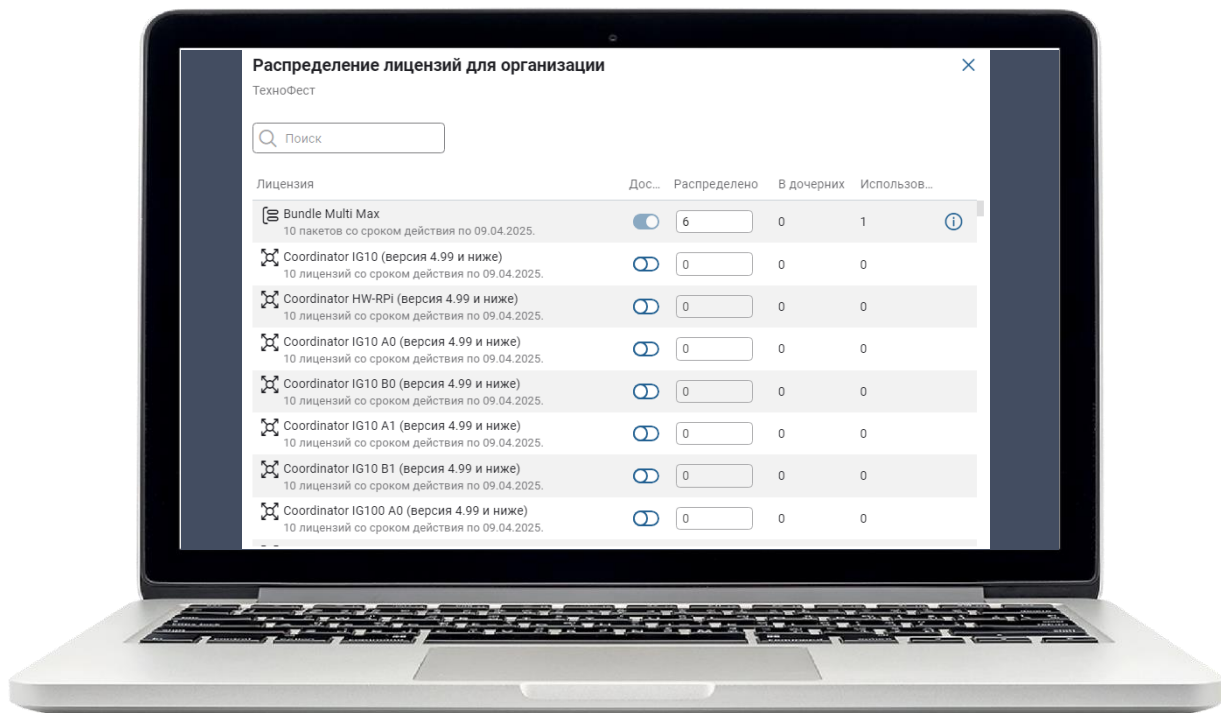 Распределение лицензий для организации
ТехноФест
Поиск
Лицензия Дос... Распределено В дочерних Использов...
Bundle Multi Max
10 пакетов со сроком действия по 09.04.2025.
6 0 1
Coordinator IG10 (версия 4.99 и ниже)
10 лицензий со сроком действия по 09.04.2025.
0 0 0
Coordinator HW-RPi (версия 4.99 и ниже)
10 лицензий со сроком действия по 09.04.2025.
0 0 0
Coordinator IG10 A0 (версия 4.99 и ниже)
10 лицензий со сроком действия по 09.04.2025.
0 0 0
Coordinator IG10 B0 (версия 4.99 и ниже)
10 лицензий со сроком действия по 09.04.2025.
0 0 0
Coordinator IG10 A1 (версия 4.99 и ниже)
10 лицензий со сроком действия по 09.04.2025.
0 0 0
Coordinator IG10 B1 (версия 4.99 и ниже)
10 лицензий со сроком действия по 09.04.2025.
0 0 0
Coordinator IG100 A0 (версия 4.99 и ниже)
10 лицензий со сроком действия по 09.04.2025.
0 0 0